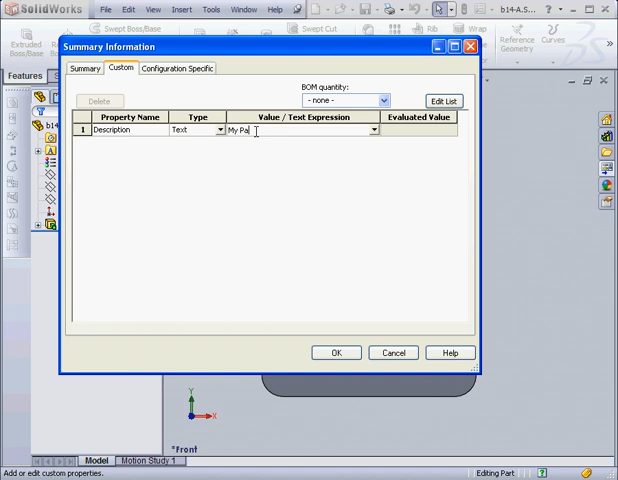 SolidWorks File Edit View Insert Tools Window Help b14-A.S...
Swept Boss/Base Swept Cut Rib Wrap
Extruded Boss/Base
Reference Geometry
Curves
Features
Summary Information
Summary Custom Configuration Specific
BOM quantity:
Delete - none - Edit List
Property Name Type Value / Text Expression Evaluated Value
1 Description Text My Pa
b14
OK Cancel Help
Y
X
*Front
Model Motion Study 1
Add or edit custom properties. Editing Part